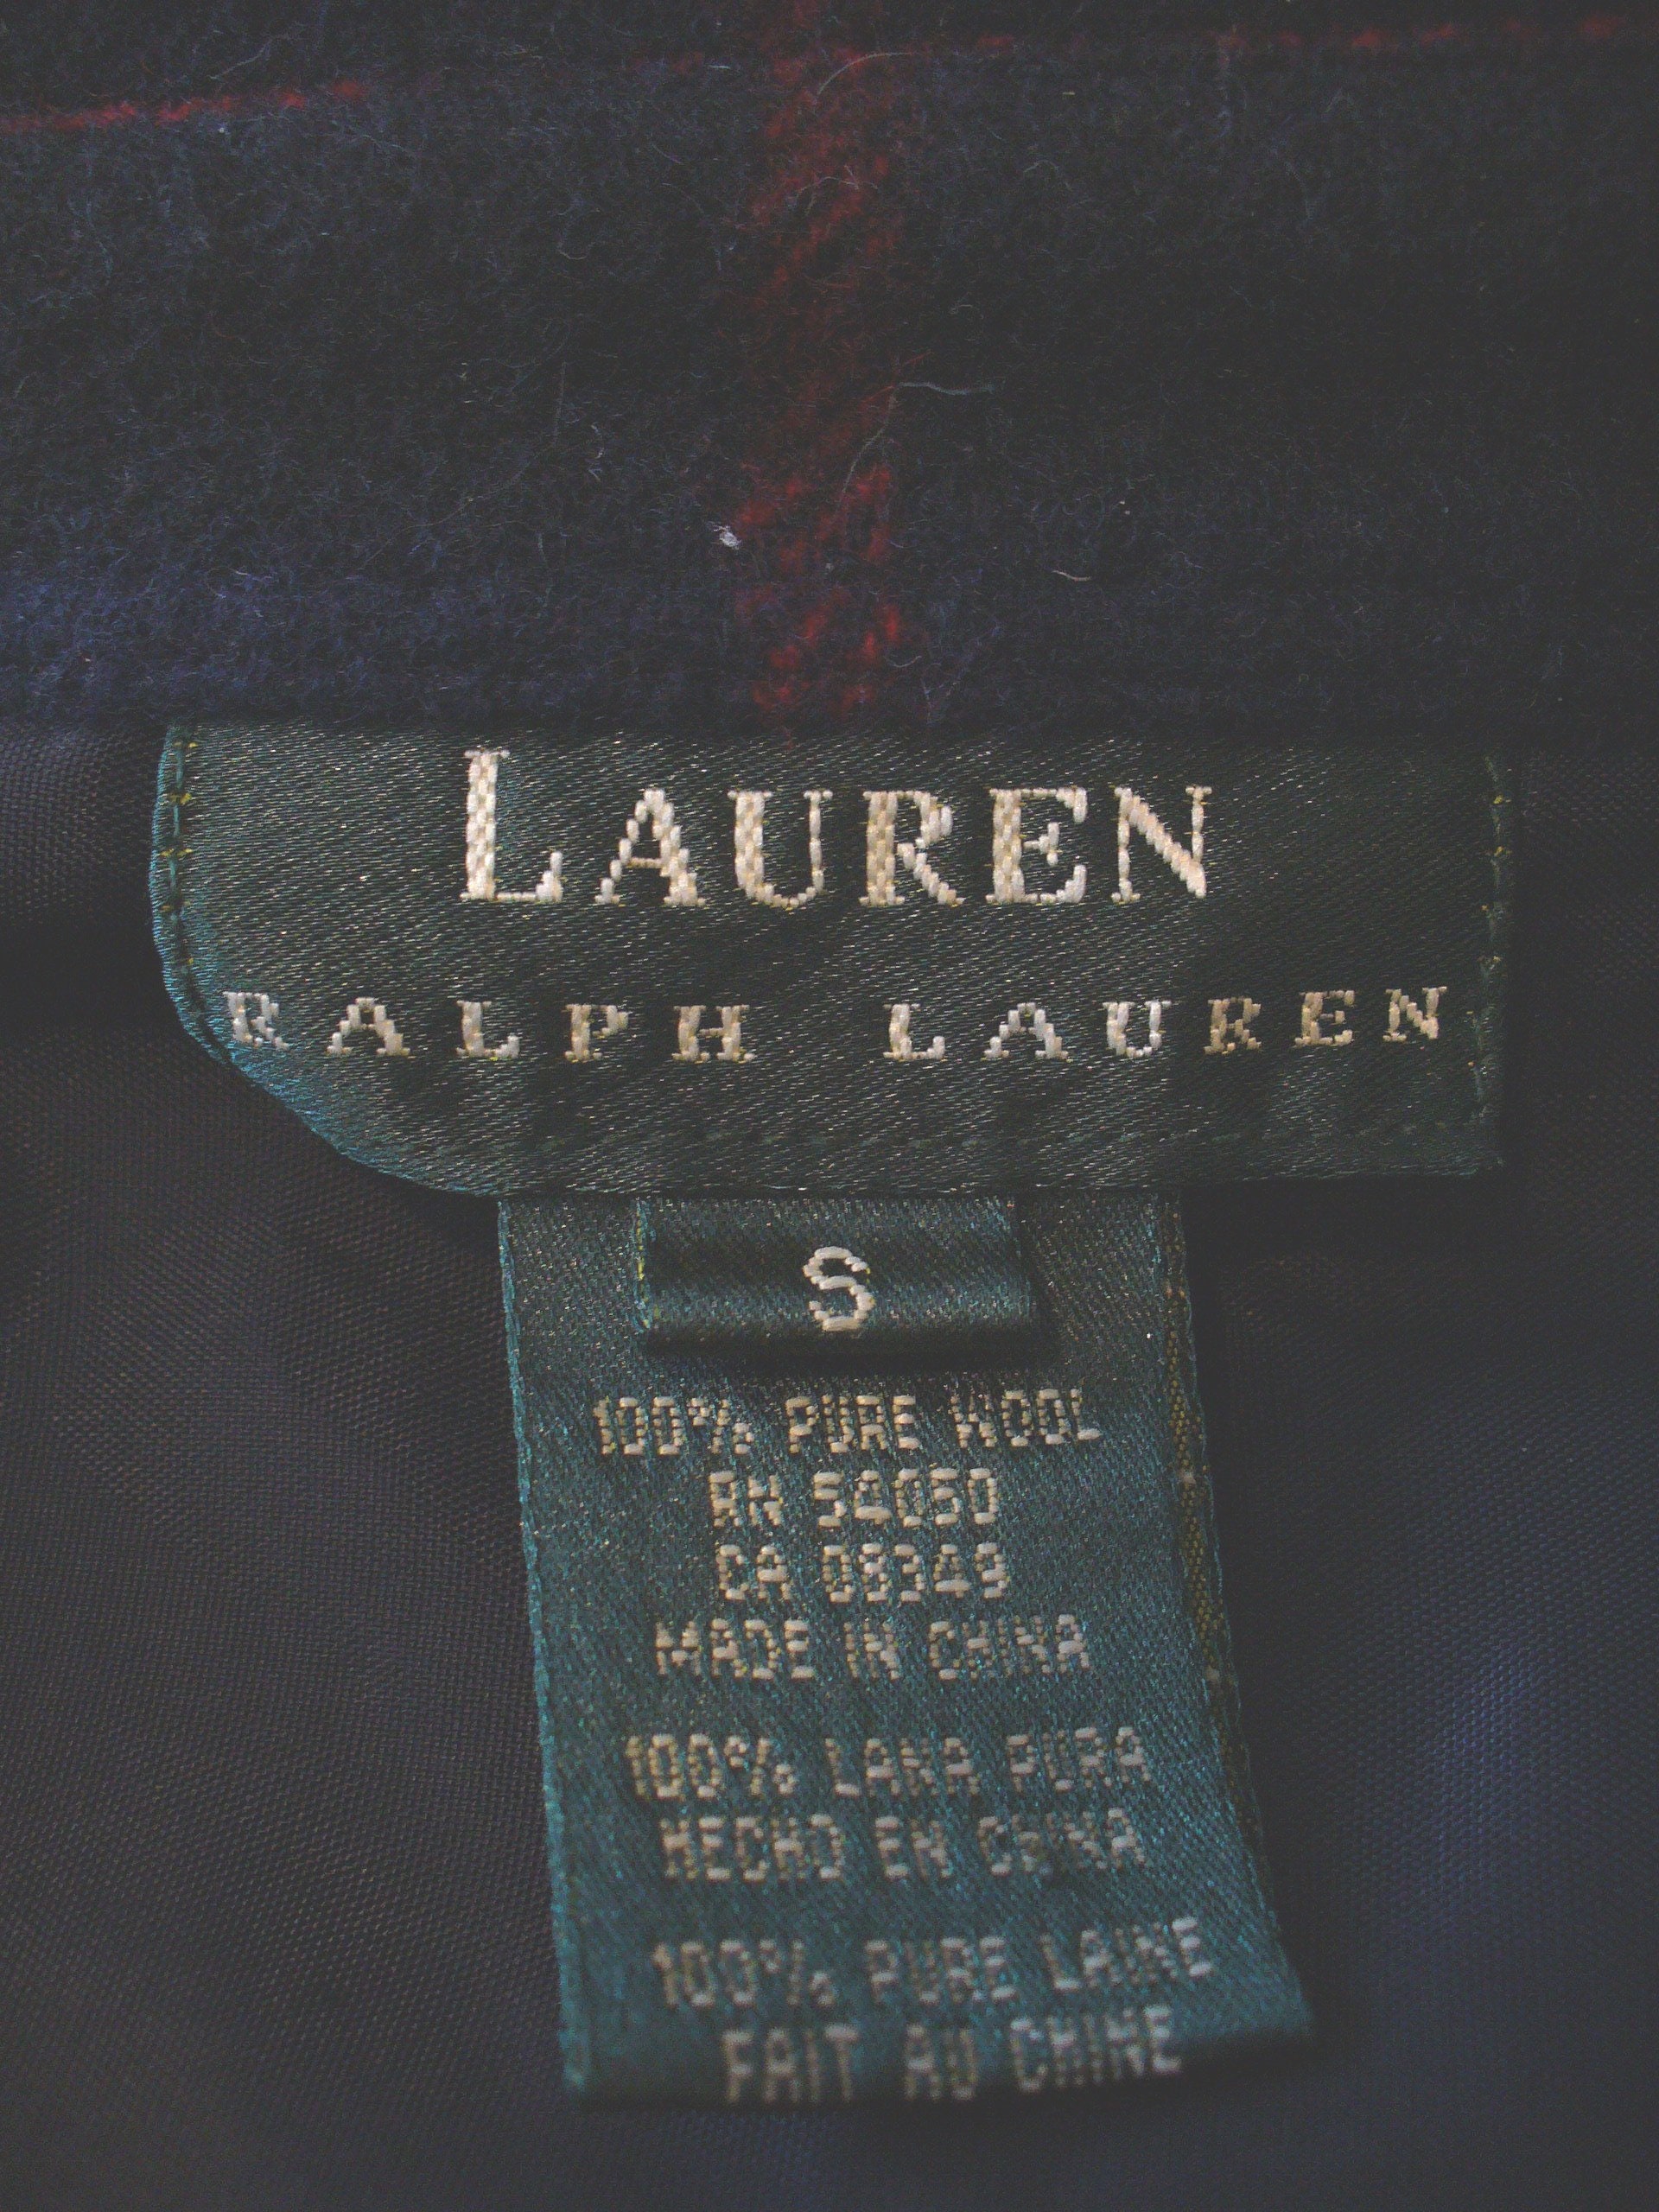 LAUREN
RALPH LAUREN
S
100% PURE WOOL
RN 54050
CA 08349
MADE IN CHINA
100% LANA PURA
HECHO EN CHINA
100% PURE LAINE
FAIT AU CHINE